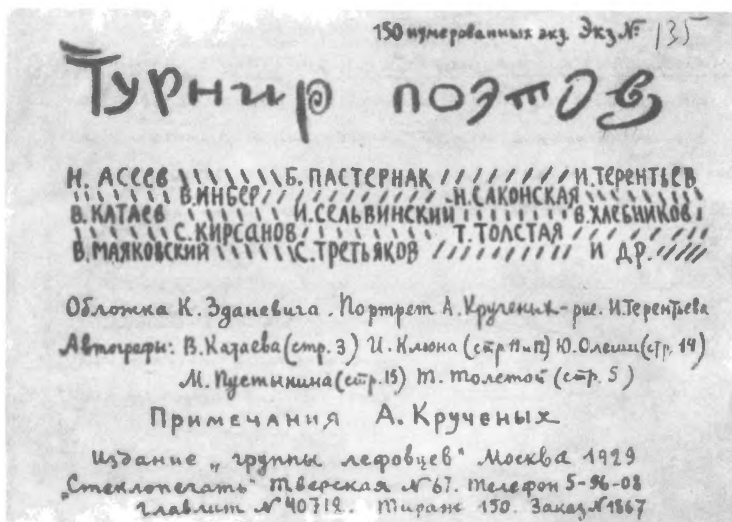 150 нумерованных экз. Экз № 135
Турнир поэтов
Н. АСЕЕВ Б. ПАСТЕРНАК И. ТЕРЕНТЬЕВ
В. ИНБЕР Н. САКОНСКАЯ
В. КАТАЕВ И. СЕЛЬВИНСКИЙ В. ХЛЕБНИКОВ
С. КИРСАНОВ Т. ТОЛСТАЯ
В. МАЯКОВСКИЙ С. ТРЕТЬЯКОВ И ДР.
Обложка К. Зданевича. Портрет А. Крученых - рис. И. Терентьева
Автографы: В. Катаева (стр. 3) И. Клюна (стр 11 и 12) Ю. Олеши (стр. 14)
М. Пустынина (стр. 15) Т. Толстой (стр. 5)
Примечания А. Крученых
Издание „группы лефовцев" Москва 1929
„Стеклопечать" Тверская № 67. Телефон 5-96-08
Главлит № 40718. Тираж 150. Заказ № 1867